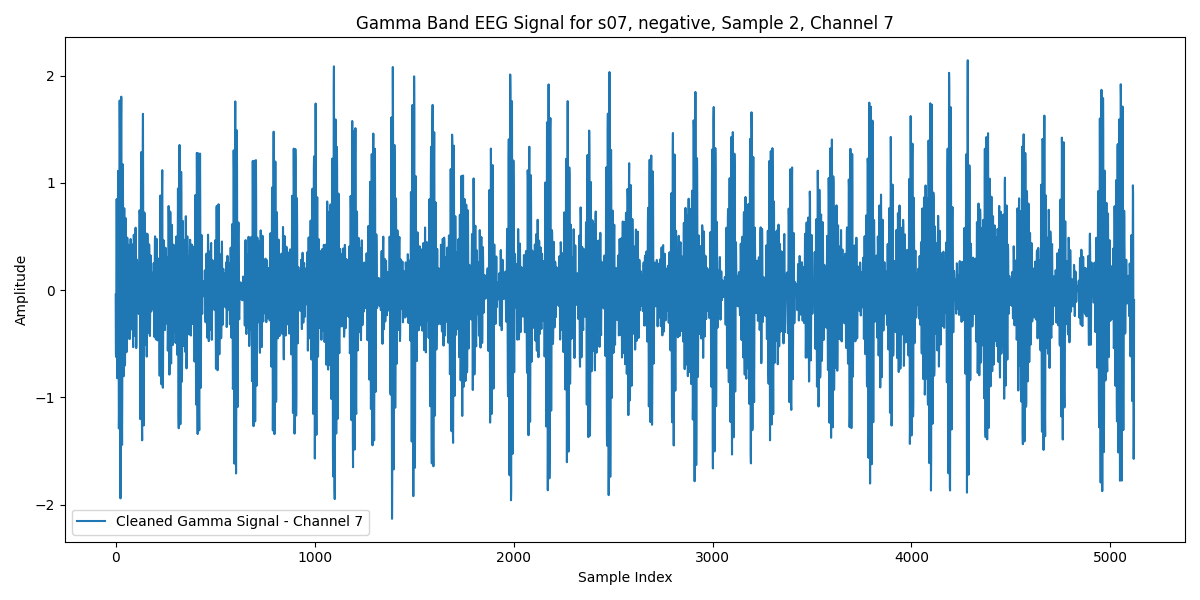 Gamma Band EEG Signal for s07, negative, Sample 2, Channel 7
Amplitude
2
1
0
−1
−2
Cleaned Gamma Signal - Channel 7
0 1000 2000 3000 4000 5000
Sample Index